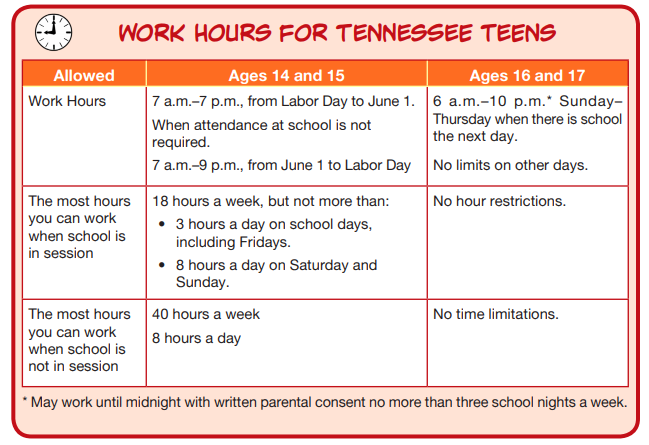 WORK HOURS FOR TENNESSEE TEENS
Allowed
Ages 14 and 15
Ages 16 and 17
Work Hours
7 a.m.–7 p.m., from Labor Day to June 1.
When attendance at school is not
required.
7 a.m.–9 p.m., from June 1 to Labor Day
6 a.m.–10 p.m.* Sunday–
Thursday when there is school
the next day.
No limits on other days.
The most hours
you can work
when school is
in session
18 hours a week, but not more than:
• 3 hours a day on school days,
including Fridays.
• 8 hours a day on Saturday and
Sunday.
No hour restrictions.
The most hours
you can work
when school is
not in session
40 hours a week
8 hours a day
No time limitations.
* May work until midnight with written parental consent no more than three school nights a week.